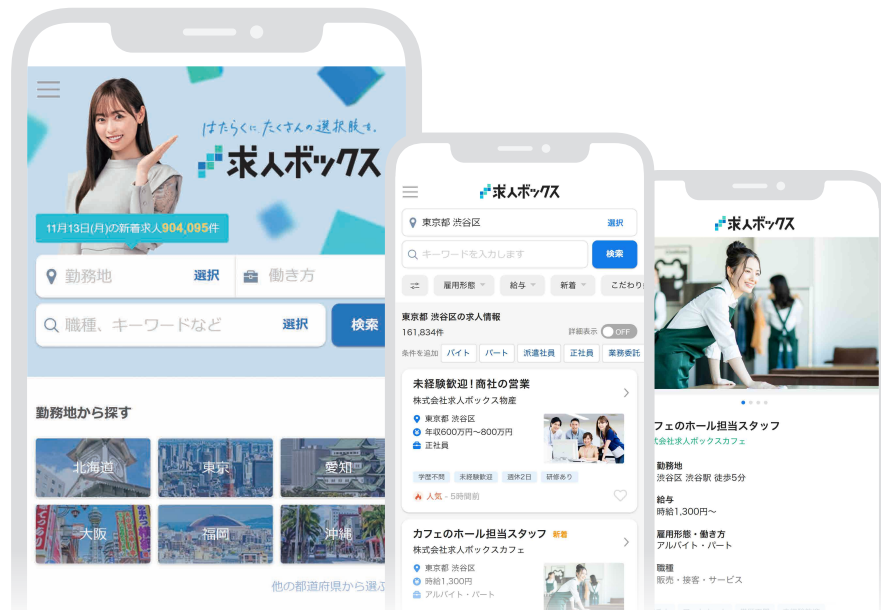 はたらくに、たくさんの選択肢を。
求人ボックス
11月13日(月)の新着求人904,095件
勤務地
選択
働き方
職種、キーワードなど
選択
検索
勤務地から探す
北海道
東京
愛知
大阪
福岡
沖縄
他の都道府県から選ぶ
求人ボックス
東京都 渋谷区
選択
キーワードを入力します
検索
雇用形態
給与
新着
こだわり
東京都 渋谷区の求人情報
161,834件
詳細表示
OFF
条件を追加
バイト
パート
派遣社員
正社員
業務委託
未経験歓迎!商社の営業
株式会社求人ボックス物産
東京都 渋谷区
年収600万円〜800万円
正社員
学歴不問
未経験歓迎
週休2日
研修あり
人気 - 5時間前
カフェのホール担当スタッフ 新着
株式会社求人ボックスカフェ
東京都 渋谷区
時給1,300円
アルバイト・パート
求人ボックス
フェのホール担当スタッフ
式会社求人ボックスカフェ
勤務地
渋谷区 渋谷駅 徒歩5分
給与
時給1,300円〜
雇用形態・働き方
アルバイト・パート
職種
販売・接客・サービス